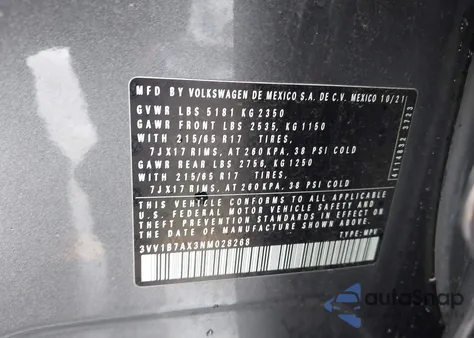 MFD BY VOLKSWAGEN DE MEXICO S.A. DE C.V. MEXICO 10/21
GVWR LBS 5181 KG 2350
GAWR FRONT LBS 2535, KG 1150
WITH 215/65 R17 TIRES,
7JX17 RIMS, AT 260 KPA, 38 PSI COLD
GAWR REAR LBS 2756, KG 1250
WITH 215/65 R17 TIRES,
7JX17 RIMS, AT 260 KPA, 38 PSI COLD
THIS VEHICLE CONFORMS TO ALL APPLICABLE
U.S. FEDERAL MOTOR VEHICLE SAFETY AND
THEFT PREVENTION STANDARDS IN EFFECT ON
THE DATE OF MANUFACTURE SHOWN ABOVE.
3VV1B7AX3NM028268 TYPE: MPV
4114332 3723
autoSnap